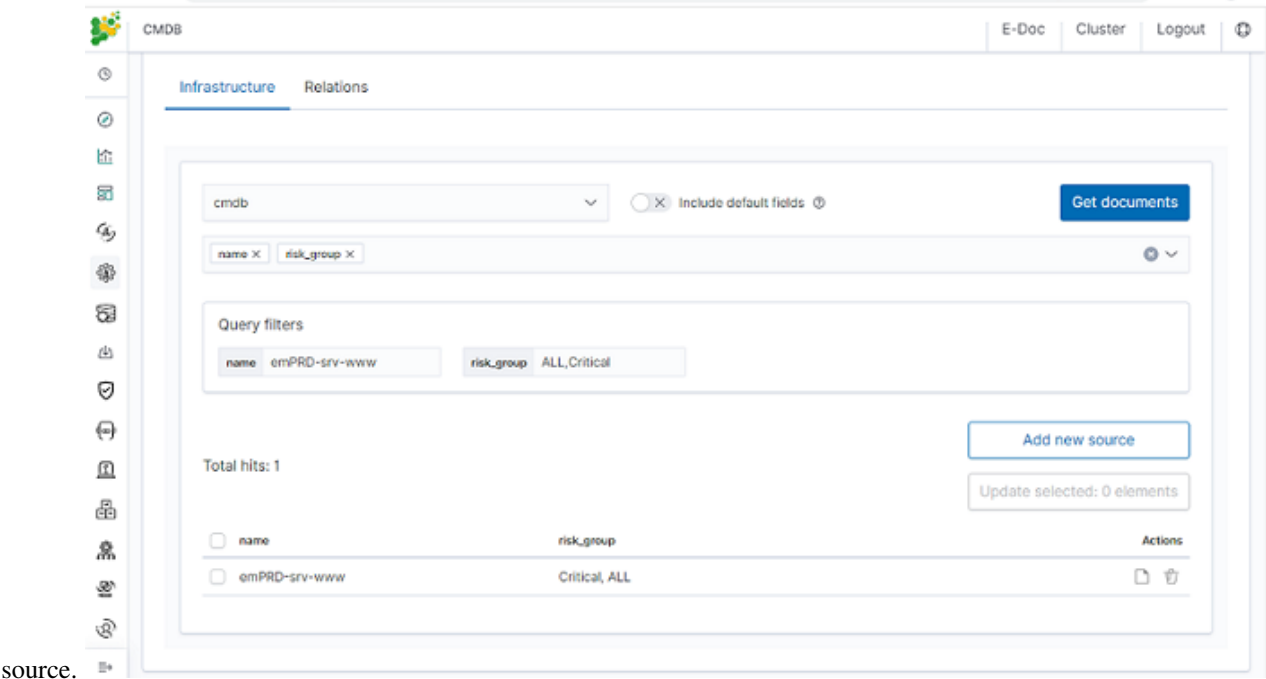 CMDB E-Doc Cluster Logout
Infrastructure Relations
cmdb Include default fields Get documents
name risk_group
Query filters
name emPRD-srv-www risk_group ALL,Critical
Add new source
Total hits: 1
Update selected: 0 elements
name risk_group Actions
emPRD-srv-www Critical, ALL
source.